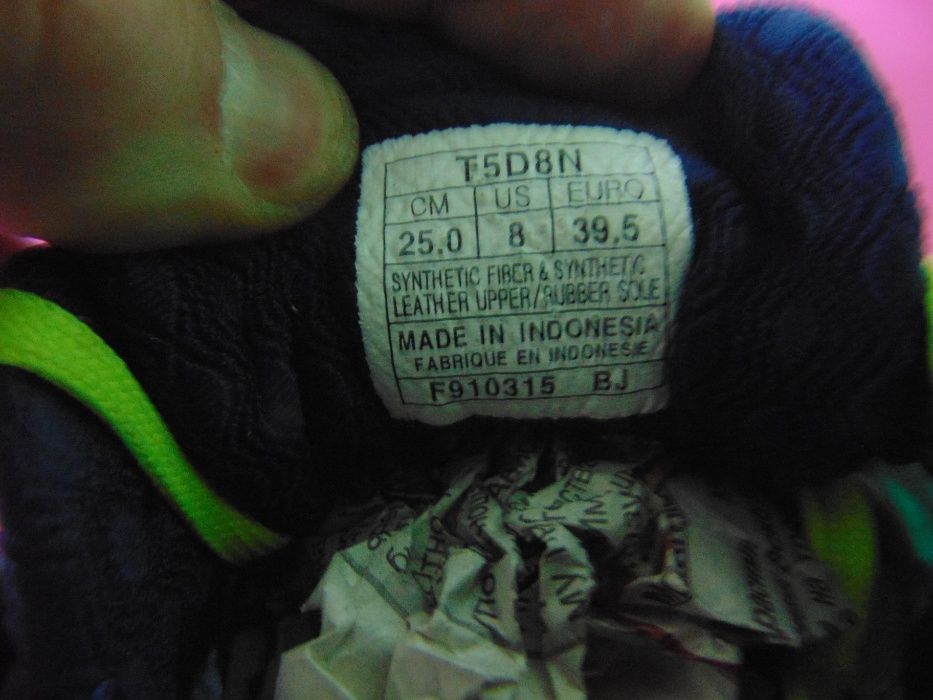 T5D8N
CM US EURO
25.0 8 39.5
SYNTHETIC FIBER & SYNTHETIC
LEATHER UPPER/RUBBER SOLE
MADE IN INDONESIA
FABRIQUE EN INDONESIE
F910315 BJ